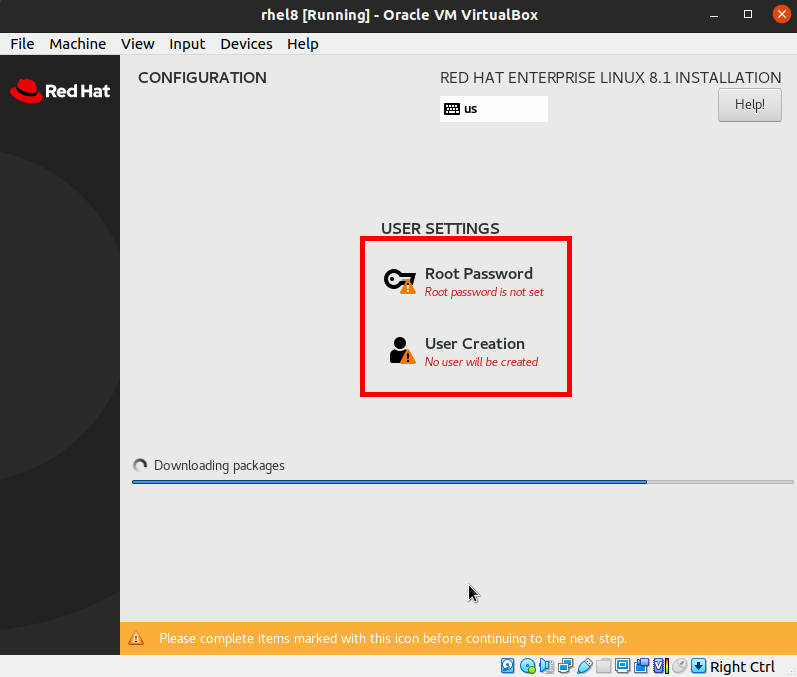 rhel8 [Running] - Oracle VM VirtualBox
File Machine View Input Devices Help
Red Hat
CONFIGURATION
RED HAT ENTERPRISE LINUX 8.1 INSTALLATION
us
Help!
USER SETTINGS
Root Password
Root password is not set
User Creation
No user will be created
Downloading packages
Please complete items marked with this icon before continuing to the next step.
Right Ctrl